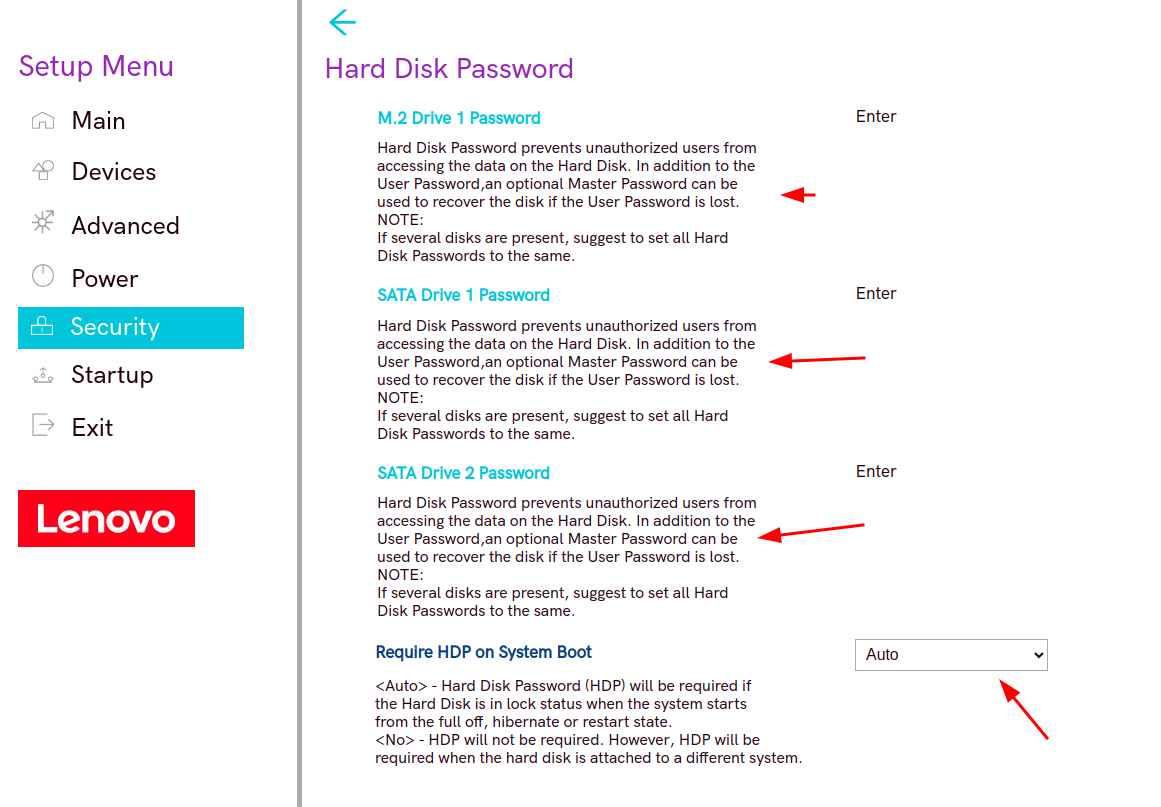 Setup Menu
Main
Devices
Advanced
Power
Security
Startup
Exit
Lenovo
Hard Disk Password
M.2 Drive 1 Password
Enter
Hard Disk Password prevents unauthorized users from
accessing the data on the Hard Disk. In addition to the
User Password,an optional Master Password can be
used to recover the disk if the User Password is lost.
NOTE:
If several disks are present, suggest to set all Hard
Disk Passwords to the same.
SATA Drive 1 Password
Enter
Hard Disk Password prevents unauthorized users from
accessing the data on the Hard Disk. In addition to the
User Password,an optional Master Password can be
used to recover the disk if the User Password is lost.
NOTE:
If several disks are present, suggest to set all Hard
Disk Passwords to the same.
SATA Drive 2 Password
Enter
Hard Disk Password prevents unauthorized users from
accessing the data on the Hard Disk. In addition to the
User Password,an optional Master Password can be
used to recover the disk if the User Password is lost.
NOTE:
If several disks are present, suggest to set all Hard
Disk Passwords to the same.
Require HDP on System Boot
Auto
<Auto> - Hard Disk Password (HDP) will be required if
the Hard Disk is in lock status when the system starts
from the full off, hibernate or restart state.
<No> - HDP will not be required. However, HDP will be
required when the hard disk is attached to a different system.